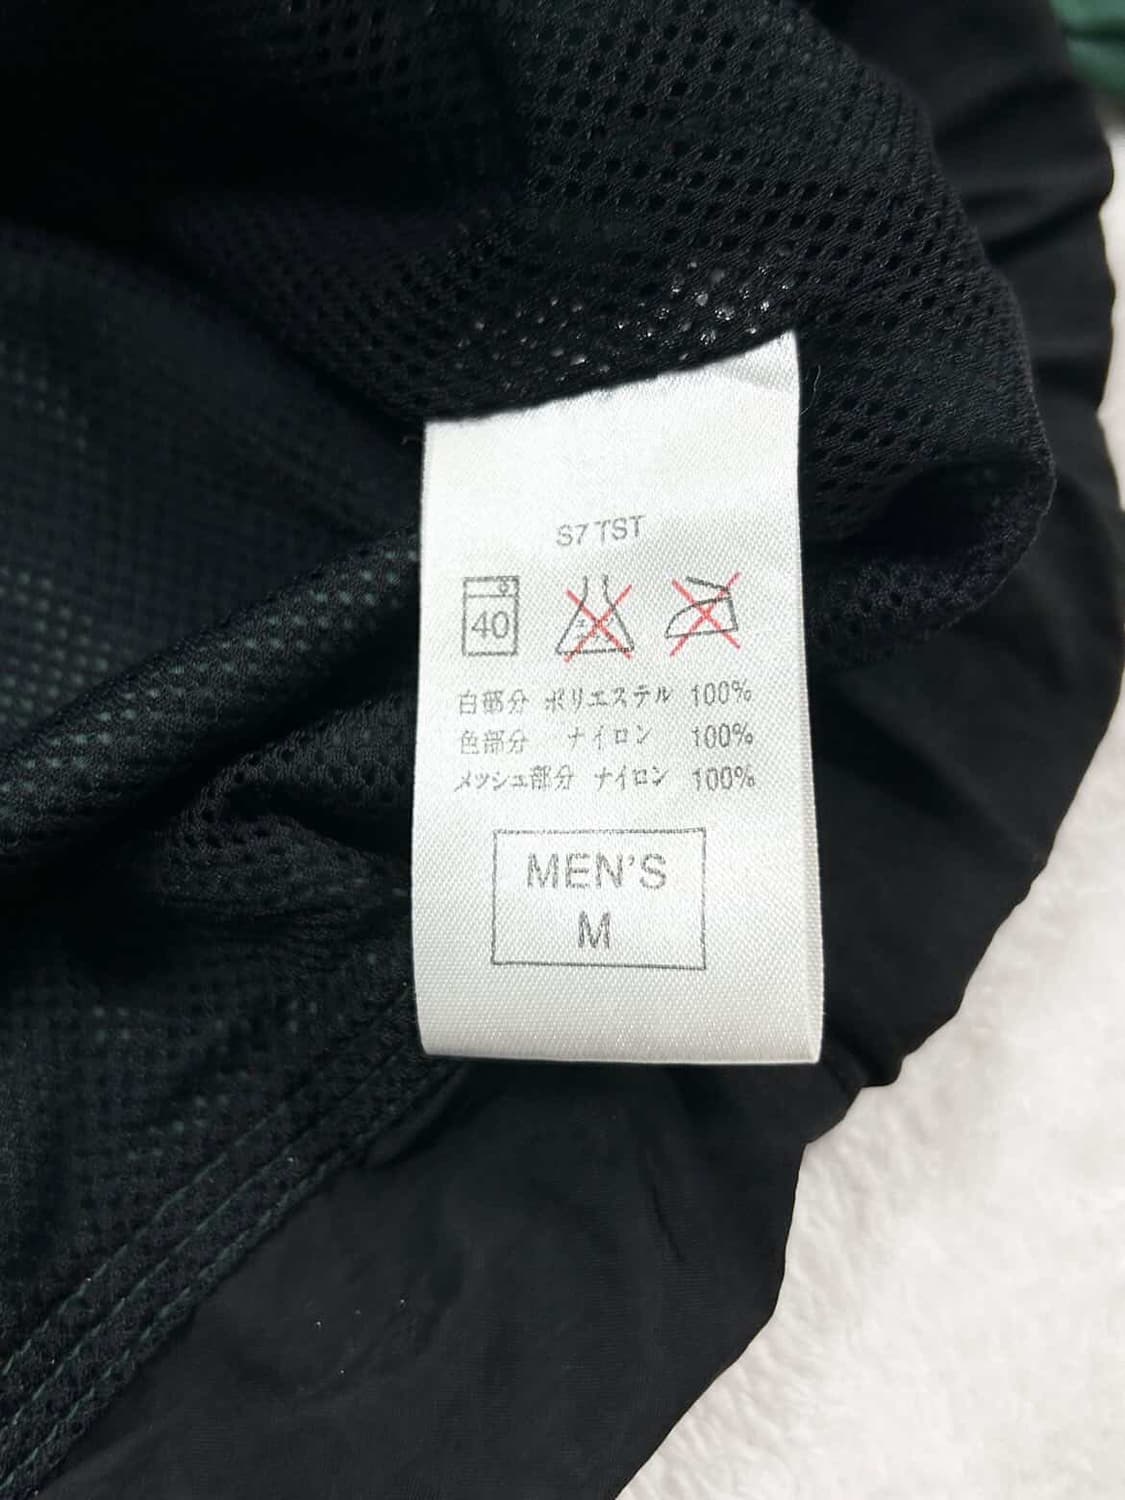 S7 TST
40
白部分 ポリエステル 100%
色部分 ナイロン 100%
メッシュ部分 ナイロン 100%
MEN'S
M